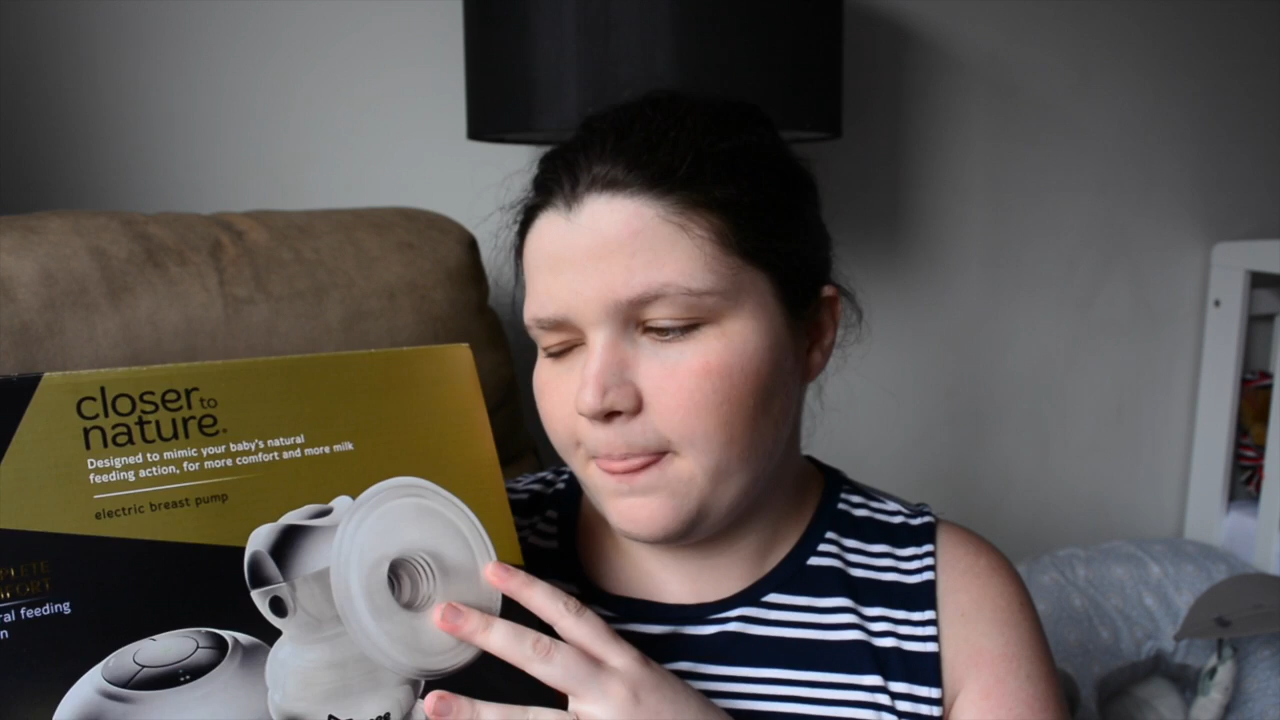 closer to
nature.
Designed to mimic your baby's natural
feeding action, for more comfort and more milk
electric breast pump
feeding